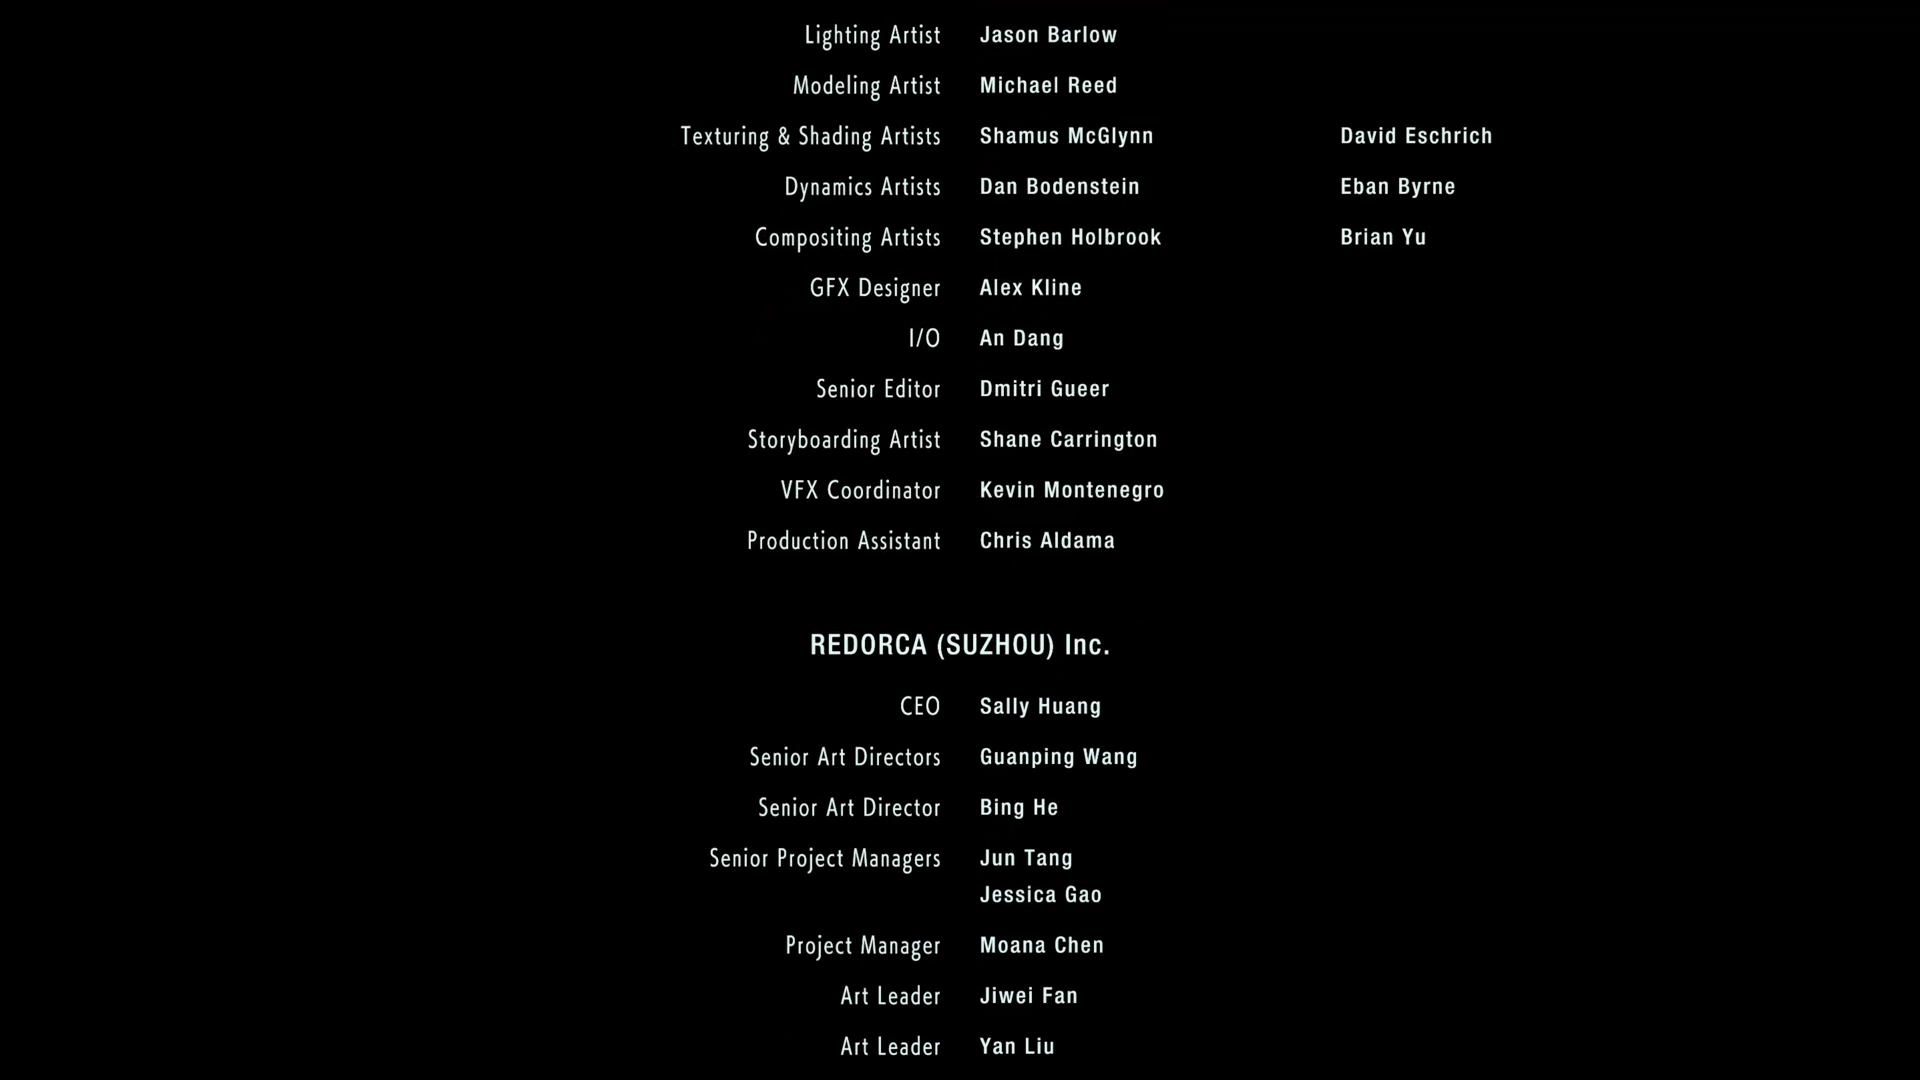 Lighting Artist Jason Barlow
Modeling Artist Michael Reed
Texturing & Shading Artists Shamus McGlynn David Eschrich
Dynamics Artists Dan Bodenstein Eban Byrne
Compositing Artists Stephen Holbrook Brian Yu
GFX Designer Alex Kline
I/O An Dang
Senior Editor Dmitri Gueer
Storyboarding Artist Shane Carrington
VFX Coordinator Kevin Montenegro
Production Assistant Chris Aldama
REDORCA (SUZHOU) Inc.
CEO Sally Huang
Senior Art Directors Guanping Wang
Senior Art Director Bing He
Senior Project Managers Jun Tang
Jessica Gao
Project Manager Moana Chen
Art Leader Jiwei Fan
Art Leader Yan Liu